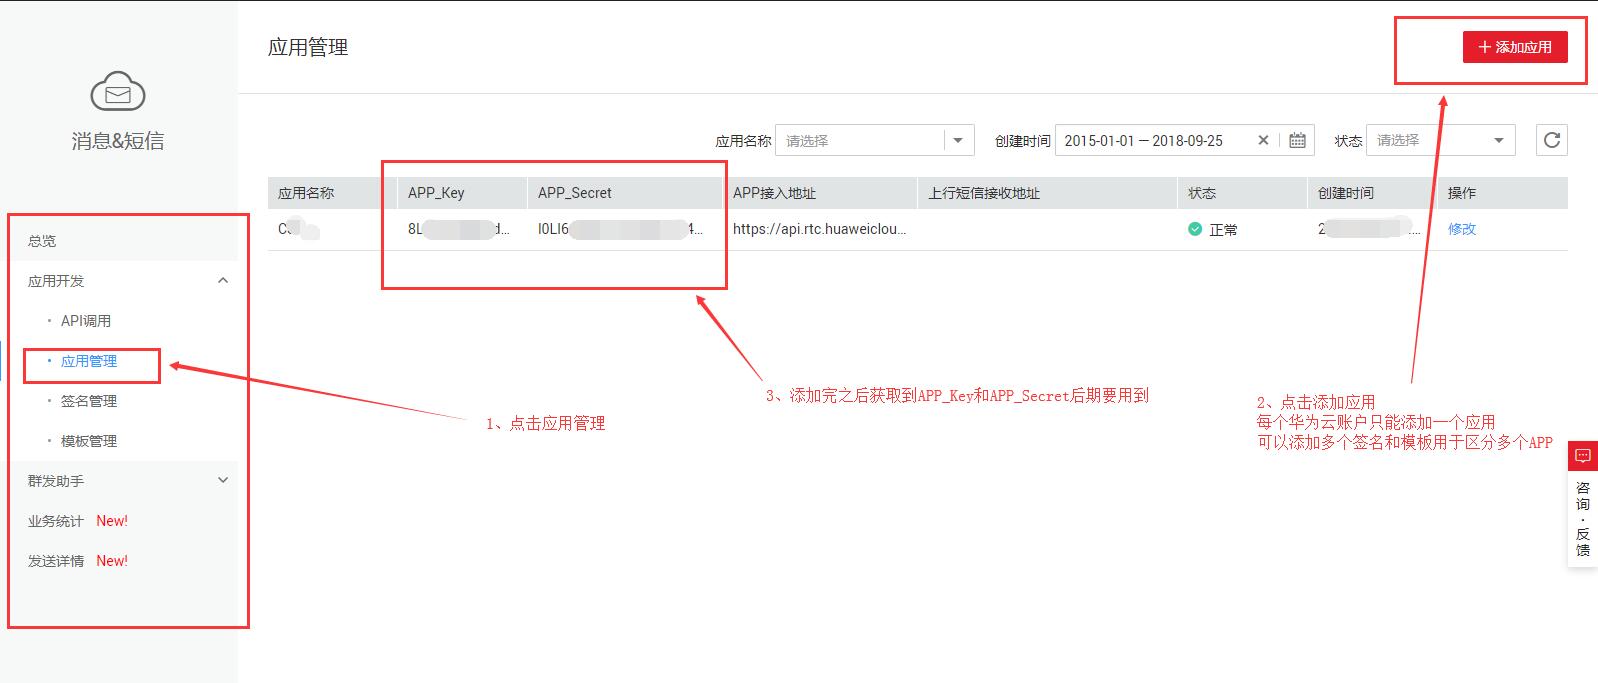 应用管理
添加应用
消息&短信
应用名称 请选择 创建时间 2015-01-01 — 2018-09-25 状态 请选择
应用名称 APP_Key APP_Secret APP接入地址 上行短信接收地址 状态 创建时间 操作
8L d... I0LI6 4... https://api.rtc.huaweiclou... 正常 2 ... 修改
总览
应用开发
· API调用
· 应用管理
· 签名管理
· 模板管理
群发助手
业务统计 New!
发送详情 New!
1、点击应用管理
3、添加完之后获取到APP_Key和APP_Secret后期要用到
2、点击添加应用
每个华为云账户只能添加一个应用
可以添加多个签名和模板用于区分多个APP
咨询·反馈